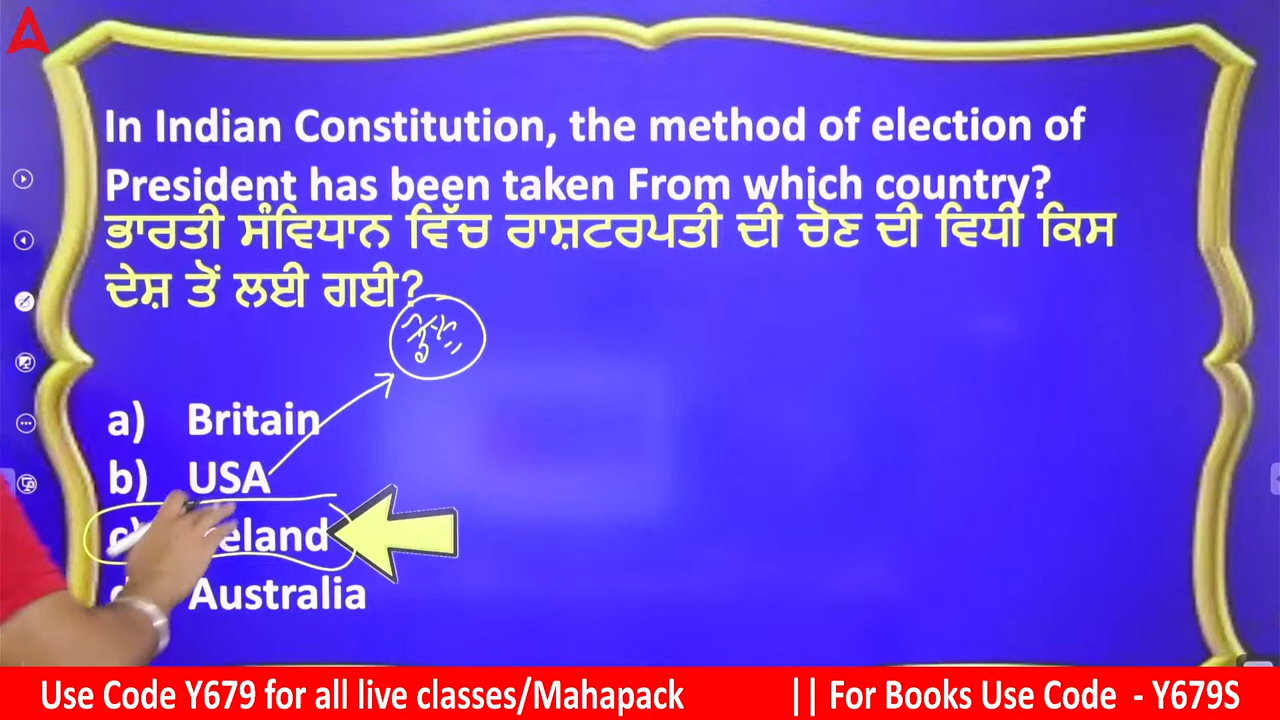 In Indian Constitution, the method of election of
President has been taken From which country?
ਭਾਰਤੀ ਸੰਵਿਧਾਨ ਵਿੱਚ ਰਾਸ਼ਟਰਪਤੀ ਦੀ ਚੋਣ ਦੀ ਵਿਧੀ ਕਿਸ
ਦੇਸ਼ ਤੋਂ ਲਈ ਗਈ?
a) Britain
b) USA
c) eland
Australia
Use Code Y679 for all live classes/Mahapack || For Books Use Code - Y679S